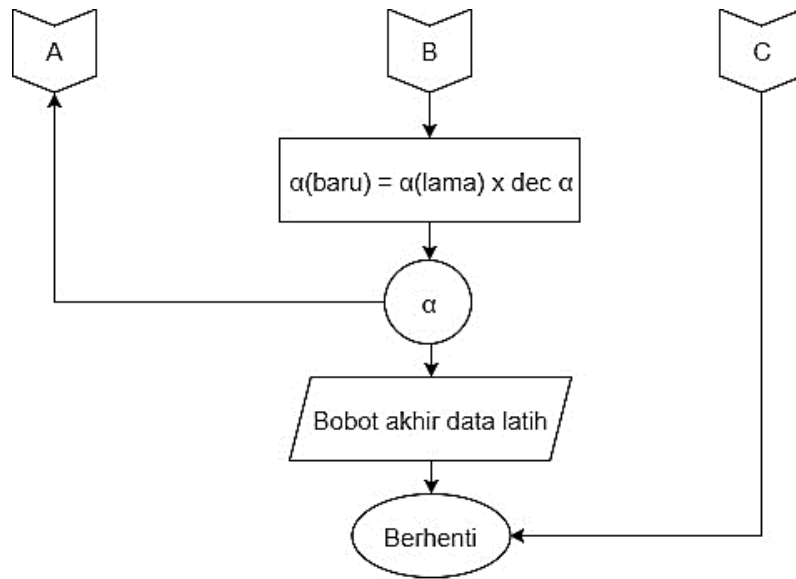 A
B
C
α(baru) = α(lama) x dec α
α
Bobot akhir data latih
Berhenti